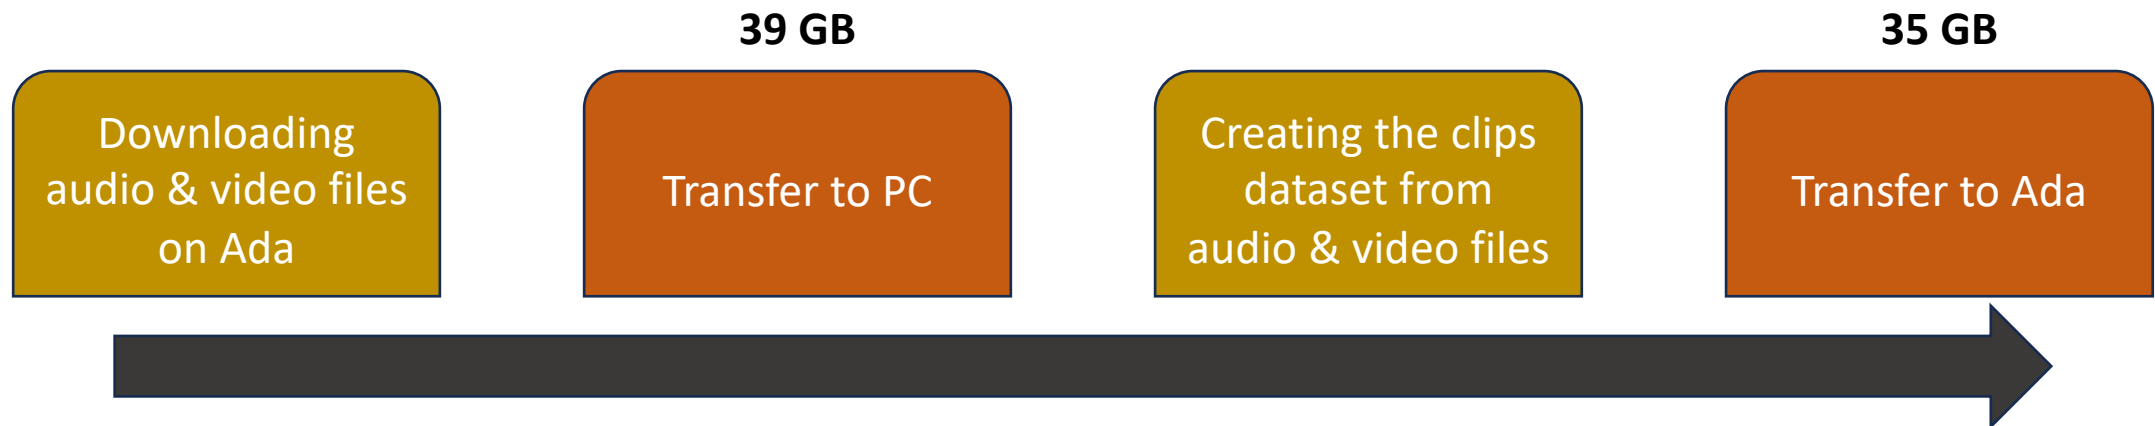 39 GB
35 GB
Downloading
audio & video files
on Ada
Transfer to PC
Creating the clips
dataset from
audio & video files
Transfer to Ada